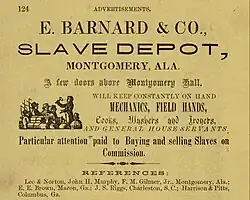 124 ADVERTISEMENTS.
E. BARNARD & CO.,
SLAVE DEPOT,
MONTGOMERY, ALA.
A few doors above Montgomery Hall,
WILL KEEP CONSTANTLY ON HAND
MECHANICS, FIELD HANDS,
Cooks, Washers and Ironers,
AND GENERAL HOUSE SERVANTS
Particular attention paid to Buying and selling Slaves on
Commission.
REFERENCES:
Lee & Norton, John H. Murphy, F. M. Gilmer, Jr., Montgomery, Ala.;
E. E. Brown, Macon, Ga.; J. S. Riggs, Charleston, S. C.; Harrison & Pitts,
Columbus, Ga.